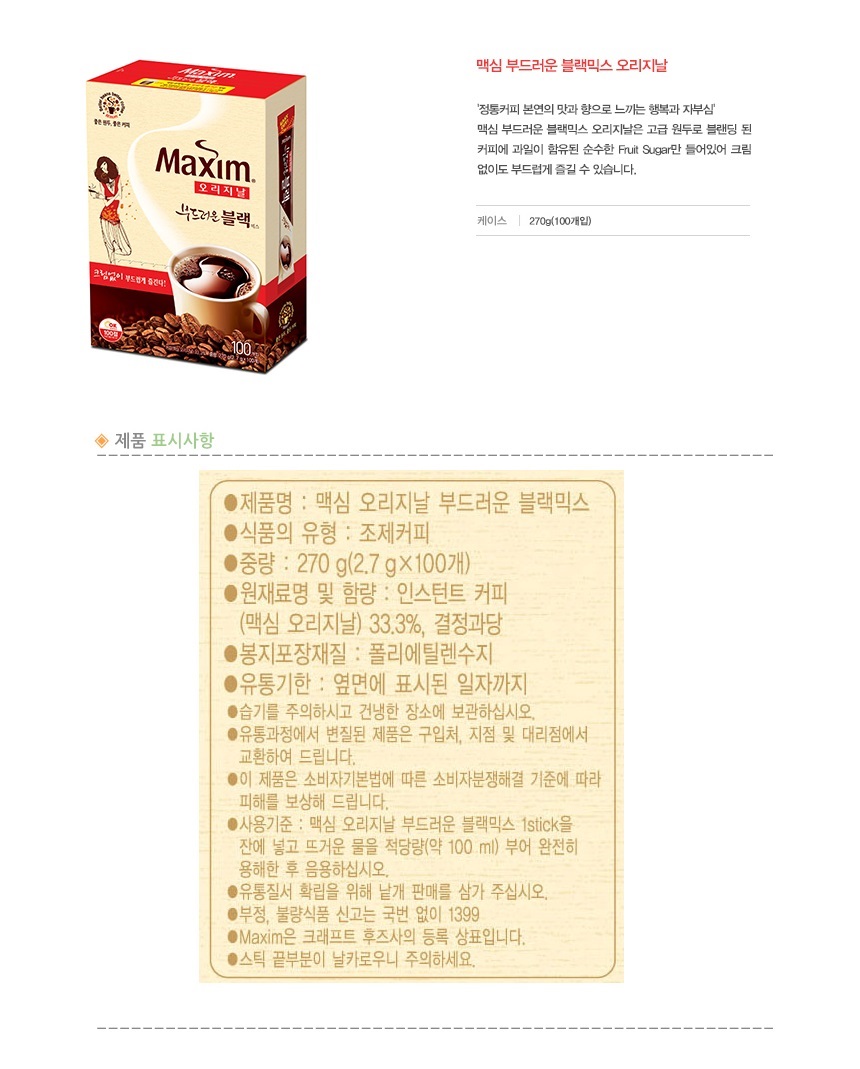 맥심 부드러운 블랙믹스 오리지날
'정통커피 본연의 맛과 향으로 느끼는 행복과 자부심'
맥심 부드러운 블랙믹스 오리지날은 고급 원두로 블랜딩 된
커피에 과일이 함유된 순수한 Fruit Sugar만 들어있어 크림
없이도 부드럽게 즐길 수 있습니다.
케이스 270g(100개입)
Maxim
좋은 원두, 좋은 커피
Maxim
오리지날
부드러운 블랙믹스
크림없이 부드럽게 즐긴다!
OK
100
제품 표시사항
●제품명 : 맥심 오리지날 부드러운 블랙믹스
●식품의 유형 : 조제커피
●중량 : 270 g(2.7 g×100개)
●원재료명 및 함량 : 인스턴트 커피
(맥심 오리지날) 33.3%, 결정과당
●봉지포장재질 : 폴리에틸렌수지
●유통기한 : 옆면에 표시된 일자까지
●습기를 주의하시고 건냉한 장소에 보관하십시오.
●유통과정에서 변질된 제품은 구입처, 지점 및 대리점에서
교환하여 드립니다.
●이 제품은 소비자기본법에 따른 소비자분쟁해결 기준에 따라
피해를 보상해 드립니다.
●사용기준 : 맥심 오리지날 부드러운 블랙믹스 1stick을
잔에 넣고 뜨거운 물을 적당량(약 100 ml) 부어 완전히
용해한 후 음용하십시오.
●유통질서 확립을 위해 낱개 판매를 삼가 주십시오.
●부정, 불량식품 신고는 국번 없이 1399
●Maxim은 크래프트 후즈사의 등록 상표입니다.
●스틱 끝부분이 날카로우니 주의하세요.